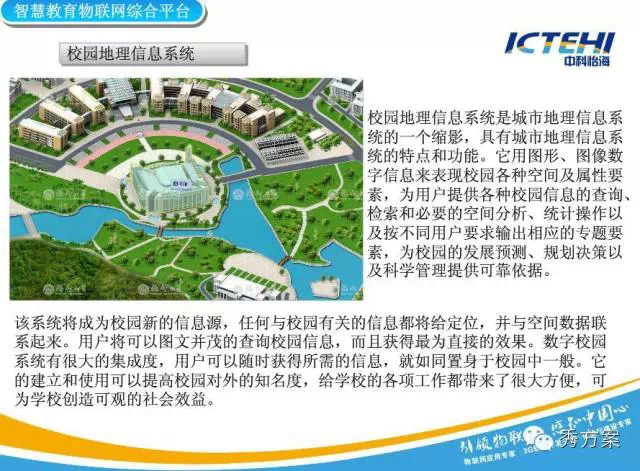 智慧教育物联网综合平台
ICTEHI
中科怡海
校园地理信息系统
校园地理信息系统是城市地理信息系
统的一个缩影，具有城市地理信息系
统的特点和功能。它用图形、图像数
字信息来表现校园各种空间及属性要
素，为用户提供各种校园信息的查询、
检索和必要的空间分析、统计操作以
及按不同用户要求输出相应的专题要
素，为校园的发展预测、规划决策以
及科学管理提供可靠依据。
该系统将成为校园新的信息源，任何与校园有关的信息都将给定位，并与空间数据联
系起来。用户将可以图文并茂的查询校园信息，而且获得最为直接的效果。数字校园
系统有很大的集成度，用户可以随时获得所需的信息，就如同置身于校园中一般。它
的建立和使用可以提高校园对外的知名度，给学校的各项工作都带来了很大方便，可
为学校创造可观的社会效益。
引领物联
中国心
物联网应用专家
秀方案